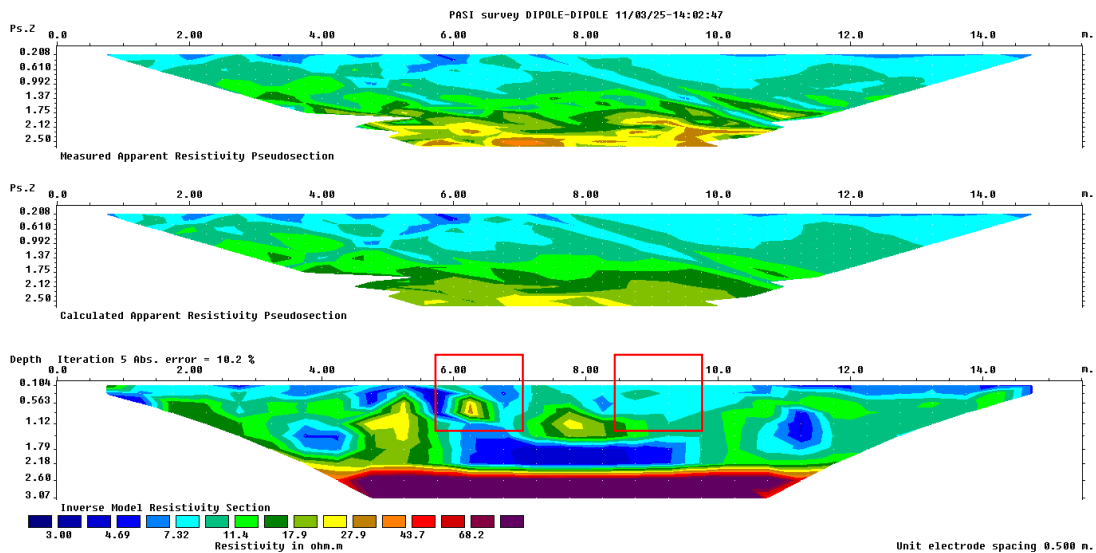 PASI survey DIPOLE-DIPOLE 11/03/25-14:02:47
Ps.Z 0.0 2.00 4.00 6.00 8.00 10.0 12.0 14.0 m.
0.208
0.610
0.992
1.37
1.75
2.12
2.50
Measured Apparent Resistivity Pseudosection
Ps.Z 0.0 2.00 4.00 6.00 8.00 10.0 12.0 14.0 m.
0.208
0.610
0.992
1.37
1.75
2.12
2.50
Calculated Apparent Resistivity Pseudosection
Depth Iteration 5 Abs. error = 10.2 %
0.0 2.00 4.00 6.00 8.00 10.0 12.0 14.0 m.
0.104
0.563
1.12
1.79
2.18
2.60
3.07
Inverse Model Resistivity Section
3.00 4.69 7.32 11.4 17.9 27.9 43.7 68.2
Resistivity in ohm.m
Unit electrode spacing 0.500 m.